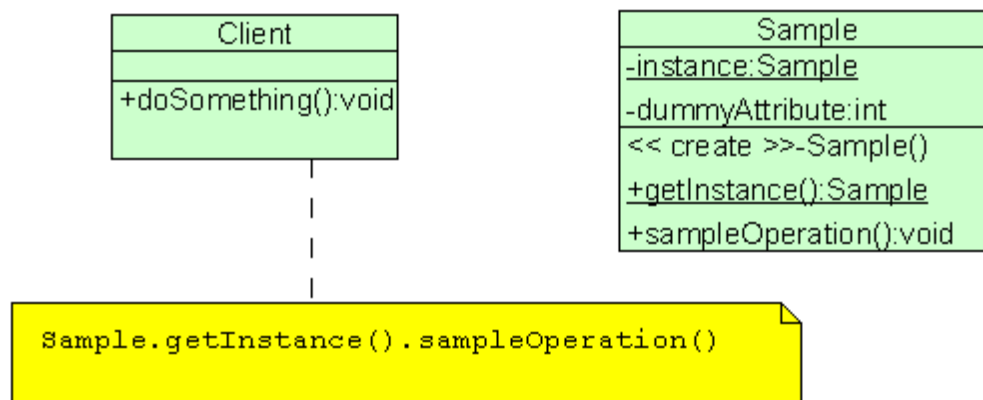 Client
+doSomething():void
Sample
-instance:Sample
-dummyAttribute:int
<< create >>-Sample()
+getInstance():Sample
+sampleOperation():void
Sample.getInstance().sampleOperation()